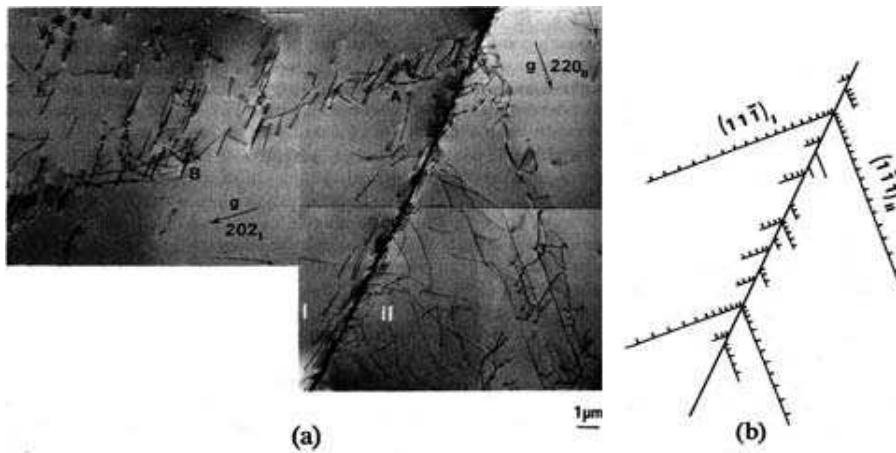 A
g 220II
B
g
202I
I II
1μm
(a)
(111̄)I
(11̄1)II
(b)